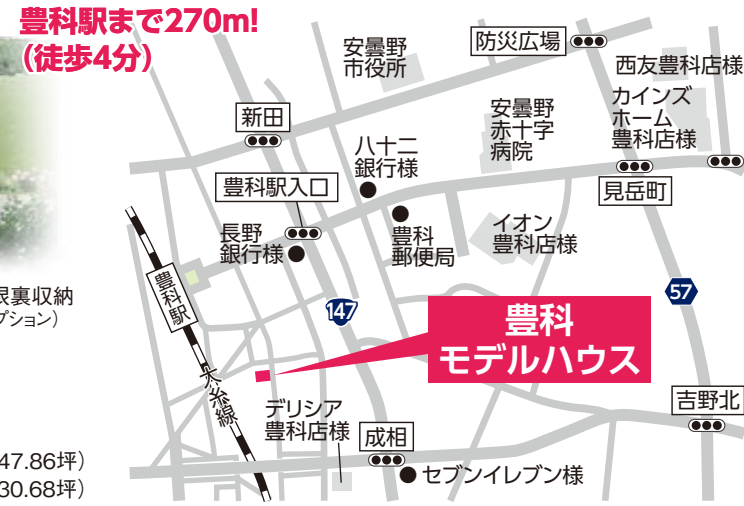 豊科駅まで270m!
(徒歩4分)
安曇野
市役所
防災広場
西友豊科店様
カインズ
ホーム
豊科店様
新田
安曇野
赤十字
病院
八十二
銀行様
豊科駅入口
見岳町
長野
銀行様
豊科
郵便局
イオン
豊科店様
根裏収納
プション)
豊科駅
147
57
豊科
モデルハウス
大糸線
デリシア
豊科店様
成相
吉野北
セブンイレブン様
47.86坪)
30.68坪)